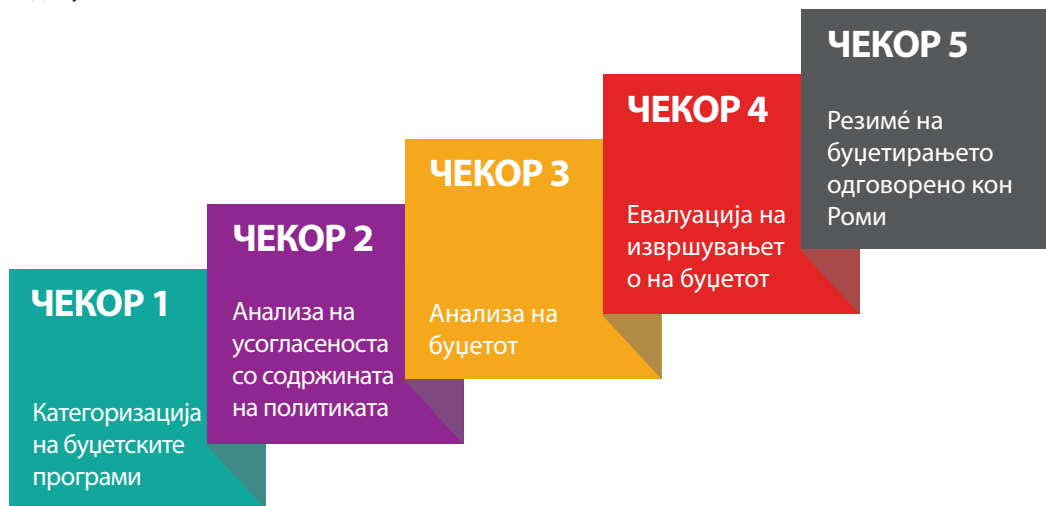 ЧЕКОР 1
Категоризација
на буџетските
програми
ЧЕКОР 2
Анализа на
усогласеноста
со содржината
на политиката
ЧЕКОР 3
Анализа на
буџетот
ЧЕКОР 4
Евалуација на
извршувањет
о на буџетот
ЧЕКОР 5
Резимé на
буџетирањето
одговорено кон
Роми